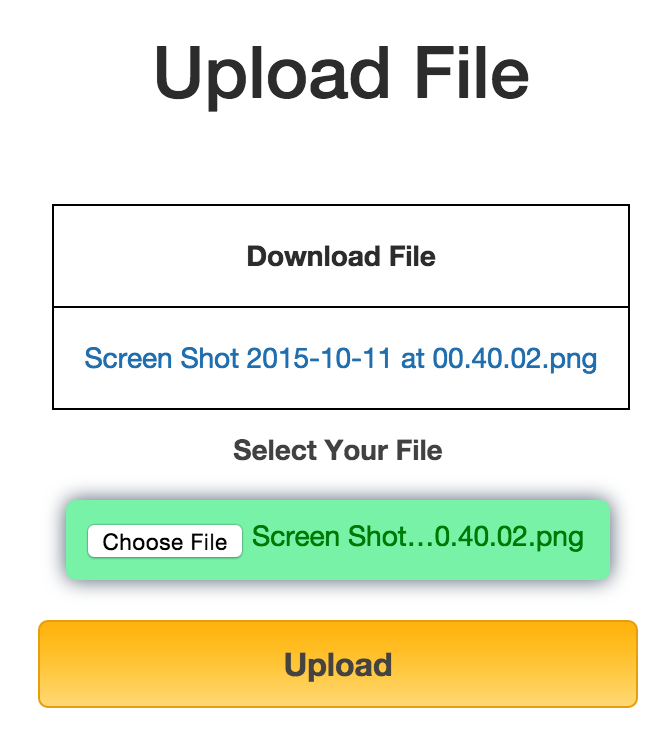 Upload File
Download File
Screen Shot 2015-10-11 at 00.40.02.png
Select Your File
Choose File Screen Shot...0.40.02.png
Upload